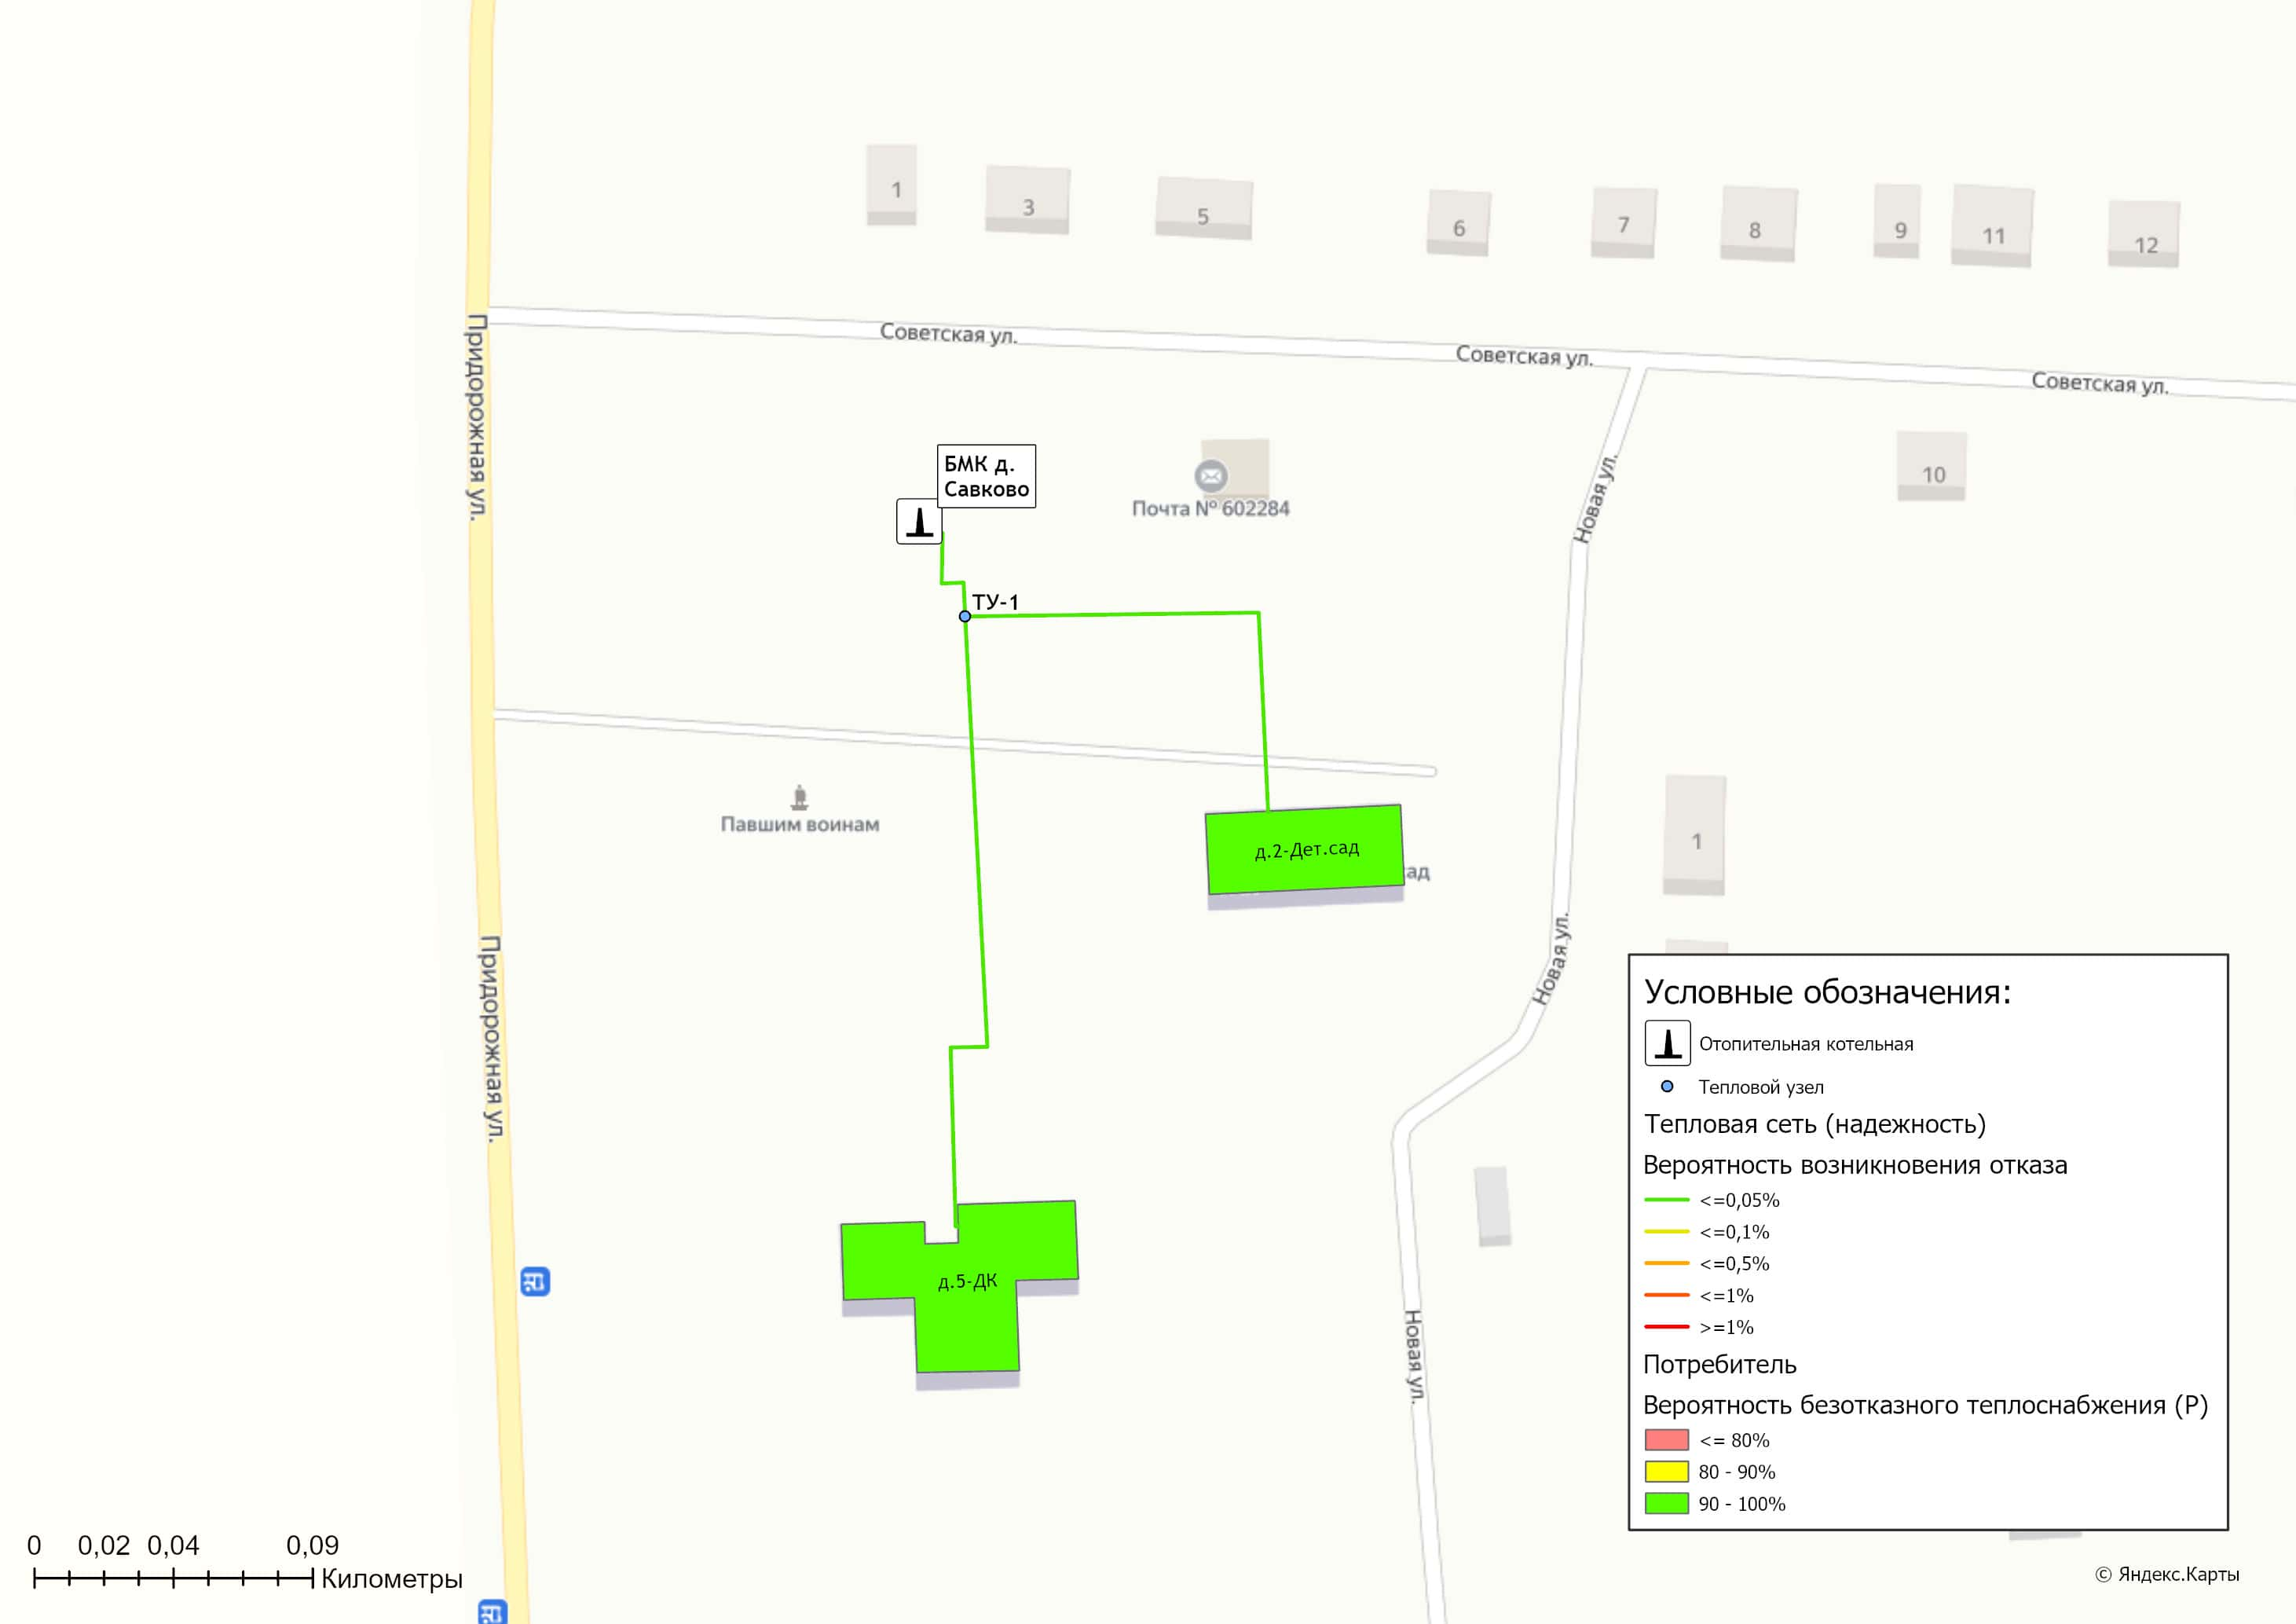 1
3
5
6
7
8
9
11
12
Советская ул.
Советская ул.
Советская ул.
Придорожная ул.
БМК д.
Савково
Почта № 602284
Новая ул.
10
ТУ-1
Павшим воинам
д.2-Дет.сад
сад
1
Придорожная ул.
Новая ул.
д.5-ДК
Новая ул.
Условные обозначения:
Отопительная котельная
Тепловой узел
Тепловая сеть (надежность)
Вероятность возникновения отказа
<=0,05%
<=0,1%
<=0,5%
<=1%
>=1%
Потребитель
Вероятность безотказного теплоснабжения (P)
<= 80%
80 - 90%
90 - 100%
0 0,02 0,04 0,09
Километры
© Яндекс.Карты